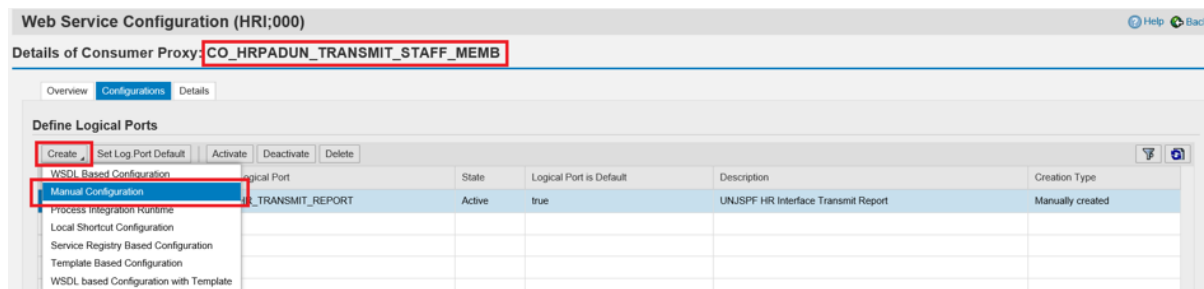 Web Service Configuration (HRI;000)
Help Back
Details of Consumer Proxy: CO_HRPADUN_TRANSMIT_STAFF_MEMB
Overview Configurations Details
Define Logical Ports
Create Set Log.Port Default Activate Deactivate Delete
WSDL Based Configuration
Logical Port State Logical Port is Default Description Creation Type
Manual Configuration
HR_TRANSMIT_REPORT Active true UNJSPF HR Interface Transmit Report Manually created
Process Integration Runtime
Local Shortcut Configuration
Service Registry Based Configuration
Template Based Configuration
WSDL based Configuration with Template